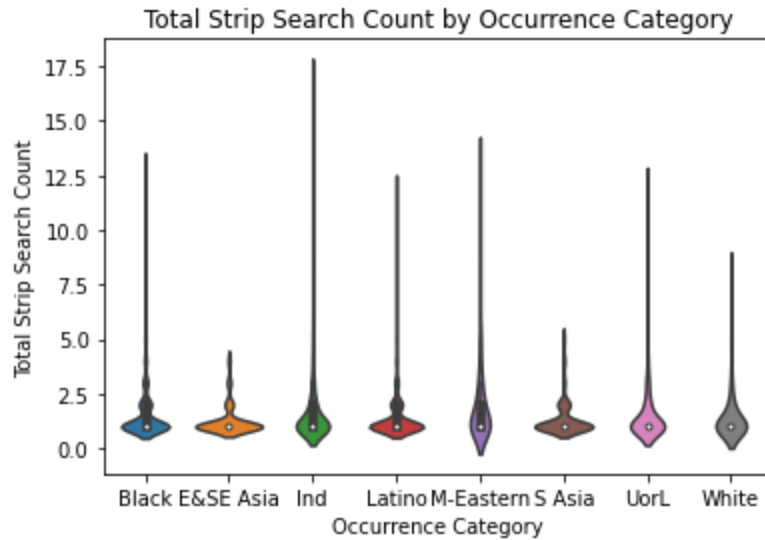 Total Strip Search Count by Occurrence Category
Total Strip Search Count
17.5
15.0
12.5
10.0
7.5
5.0
2.5
0.0
Black E&SE Asia Ind Latino M-Eastern S Asia UorL White
Occurrence Category